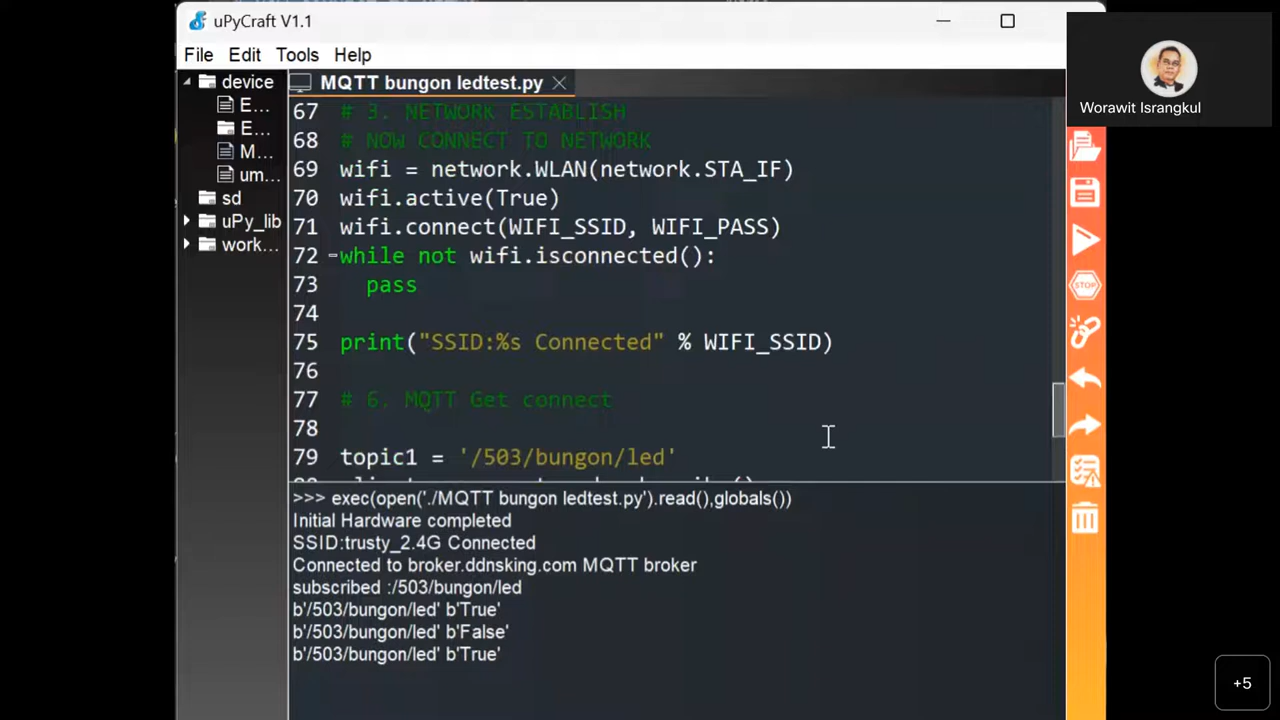 uPyCraft V1.1
File Edit Tools Help
device
E...
E...
M...
um...
sd
uPy_lib
work...
MQTT bungon ledtest.py
67 # 3. NETWORK ESTABLISH
68 # NOW CONNECT TO NETWORK
69 wifi = network.WLAN(network.STA_IF)
70 wifi.active(True)
71 wifi.connect(WIFI_SSID, WIFI_PASS)
72 while not wifi.isconnected():
73 pass
74
75 print("SSID:%s Connected" % WIFI_SSID)
76
77 # 6. MQTT Get connect
78
79 topic1 = '/503/bungon/led'
>>> exec(open('./MQTT bungon ledtest.py').read(),globals())
Initial Hardware completed
SSID:trusty_2.4G Connected
Connected to broker.ddnsking.com MQTT broker
subscribed :/503/bungon/led
b'/503/bungon/led' b'True'
b'/503/bungon/led' b'False'
b'/503/bungon/led' b'True'
Worawit Israngkul
STOP
+5